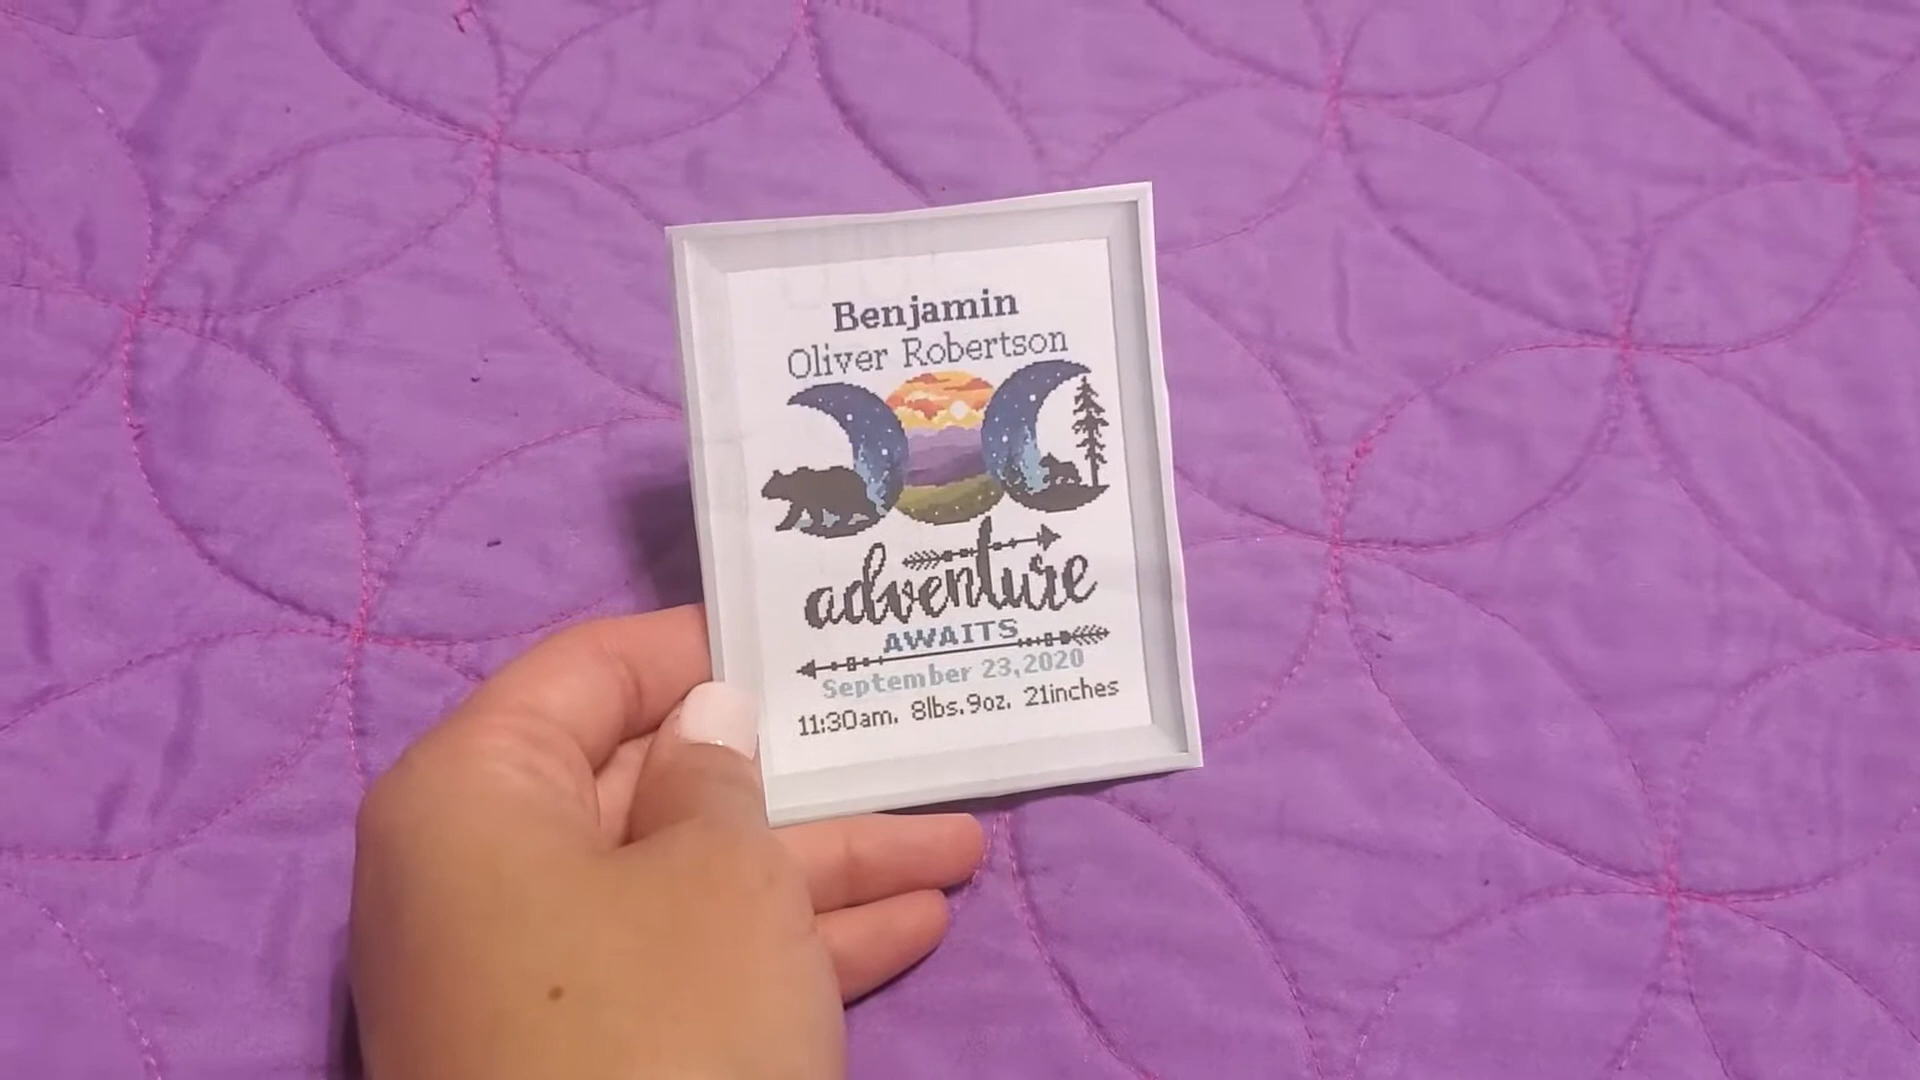 Benjamin
Oliver Robertson
adventure
AWAITS
September 23,2020
11:30am. 8lbs.9oz. 21inches